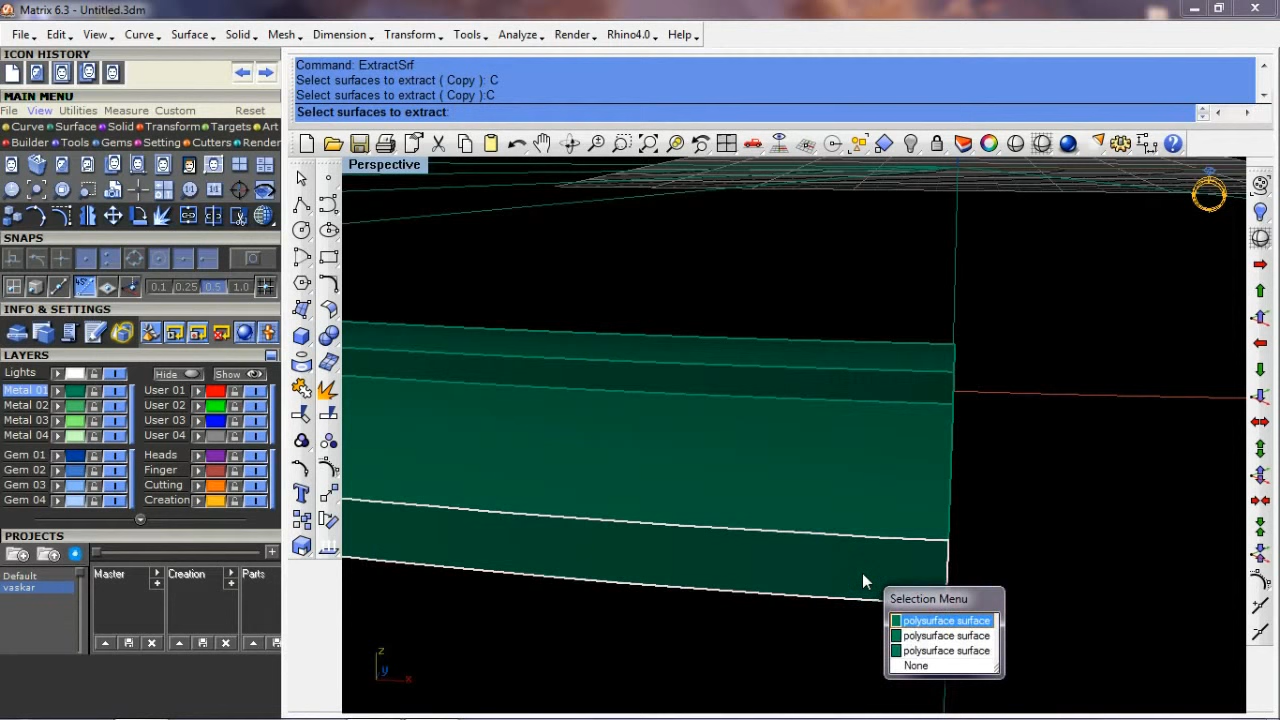 Matrix 6.3 - Untitled.3dm
File Edit View Curve Surface Solid Mesh Dimension Transform Tools Analyze Render Rhino4.0 Help
ICON HISTORY
MAIN MENU
File View Utilities Measure Custom Reset
Curve Surface Solid Transform Targets Art
Builder Tools Gems Setting Cutters Render
SNAPS
45°
0.1 0.25 0.5 1.0
INFO & SETTINGS
LAYERS
Lights Hide Show
Metal 01 User 01
Metal 02 User 02
Metal 03 User 03
Metal 04 User 04
Gem 01 Heads
Gem 02 Finger
Gem 03 Cutting
Gem 04 Creation
PROJECTS
Default
vaskar
Master Creation Parts
Command: ExtractSrf
Select surfaces to extract ( Copy ): C
Select surfaces to extract ( Copy ):C
Select surfaces to extract:
Perspective
z
y
x
Selection Menu
polysurface surface
polysurface surface
polysurface surface
None